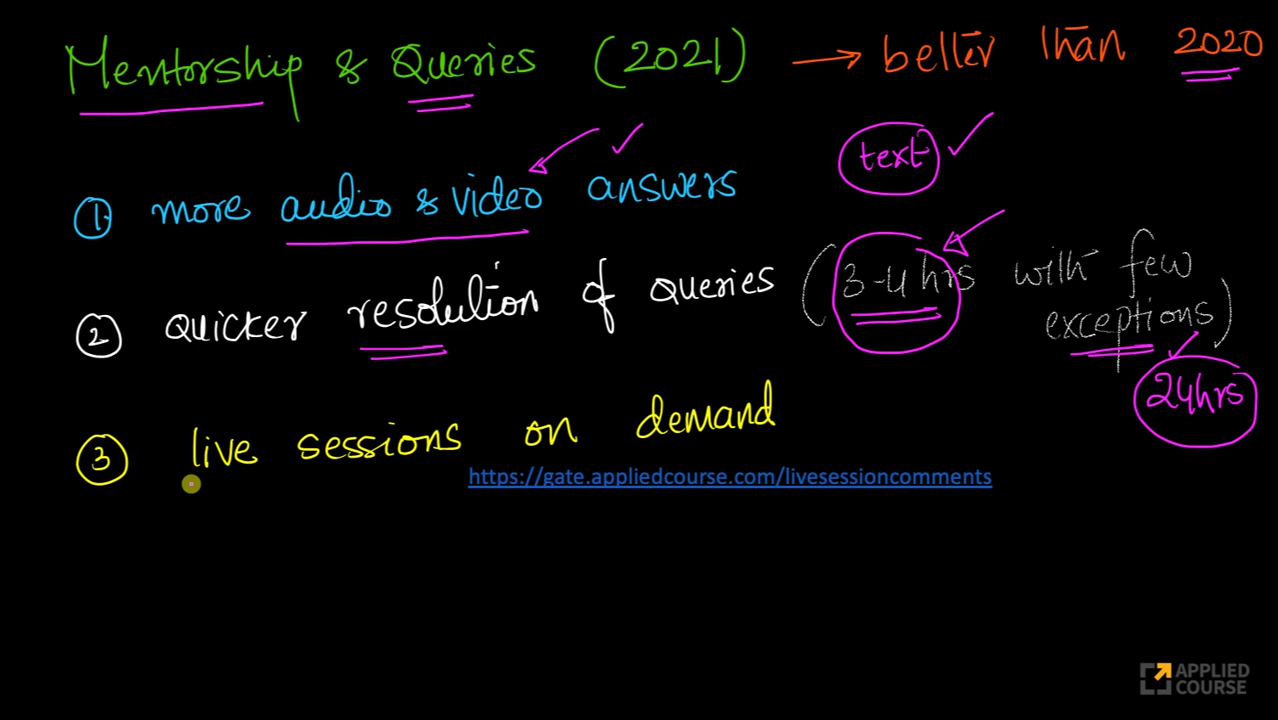 Mentorship & Queries (2021) → better than 2020
text ✓
① more audio & video answers
② quicker resolution of queries (3-4 hrs with few
exceptions)
24hrs
③ live sessions on demand
https://gate.appliedcourse.com/livesessioncomments
APPLIED
COURSE